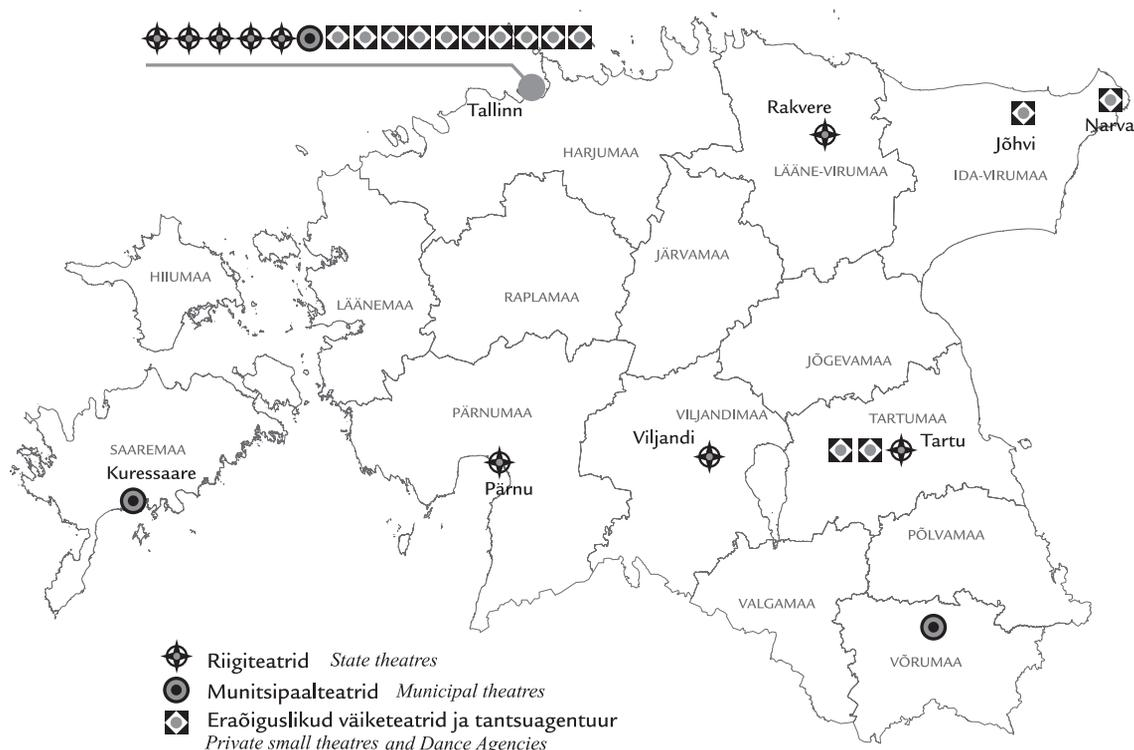 Tallinn
Rakvere
Narva
Jõhvi
HARJUMAA
LÄÄNE-VIRUMAA
IDA-VIRUMAA
JÄRVAMAA
HIIUMAA
RAPLAMAA
LÄÄNEMAA
JÕGEVAMAA
PÄRNUMAA
VILJANDIMAA
TARTUMAA
Viljandi
Tartu
SAAREMAA
Kuressaare
Pärnu
PÕLVAMAA
VALGAMAA
VÕRUMAA
Riigiteatrid State theatres
Munitsipaalteatrid Municipal theatres
Eraõiguslikud väiketeatrid ja tantsuagentuur
Private small theatres and Dance Agencies